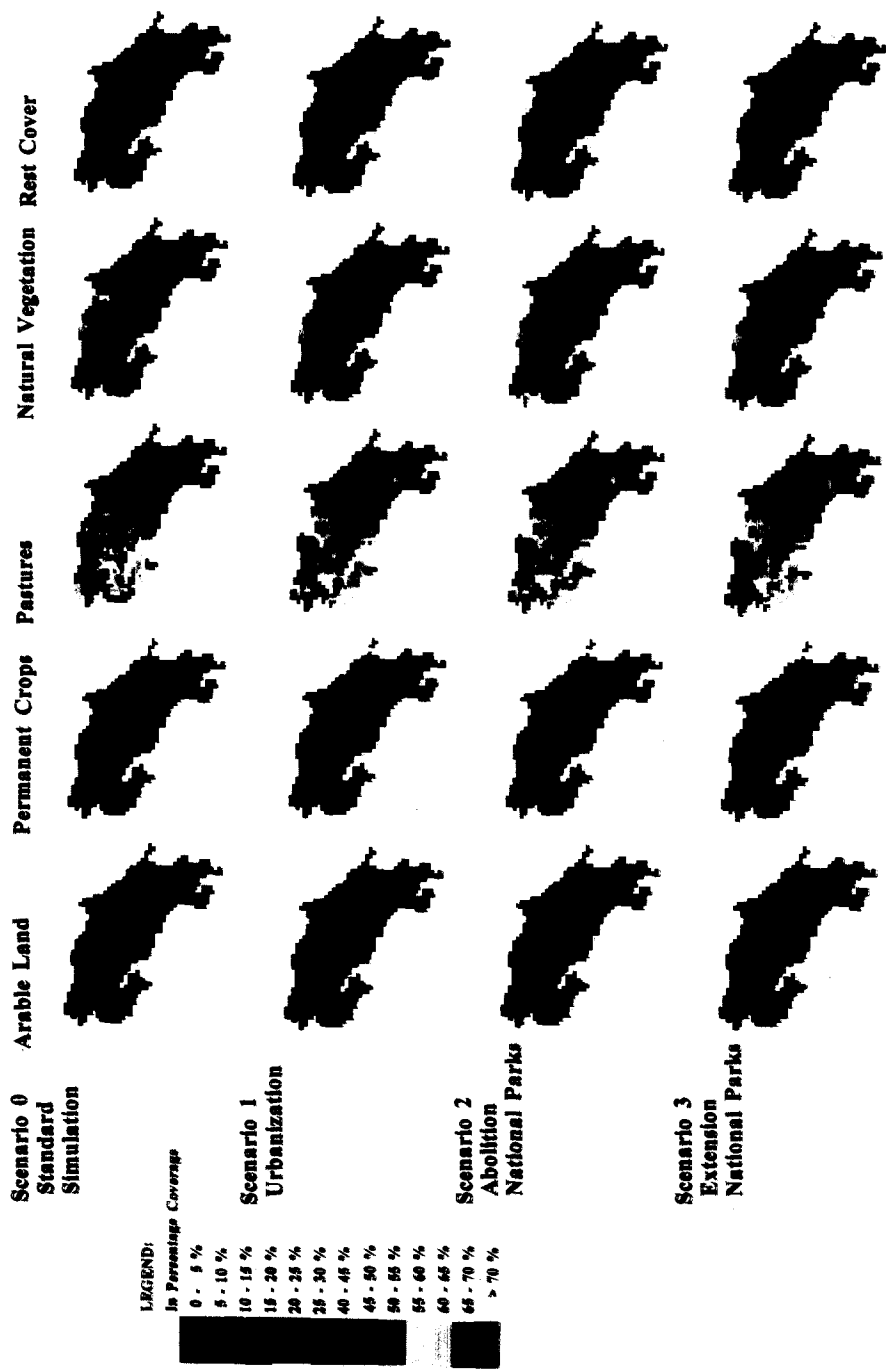 Arable Land
Permanent Crops
Pastures
Natural Vegetation
Rest Cover
Scenario 0
Standard
Simulation
Scenario 1
Urbanization
Scenario 2
Abolition
National Parks
Scenario 3
Extension
National Parks
LEGEND:
In Percentage Coverage
0 - 5 %
5 - 10 %
10 - 15 %
15 - 20 %
20 - 25 %
25 - 30 %
40 - 45 %
45 - 50 %
50 - 55 %
55 - 60 %
60 - 65 %
65 - 70 %
> 70 %